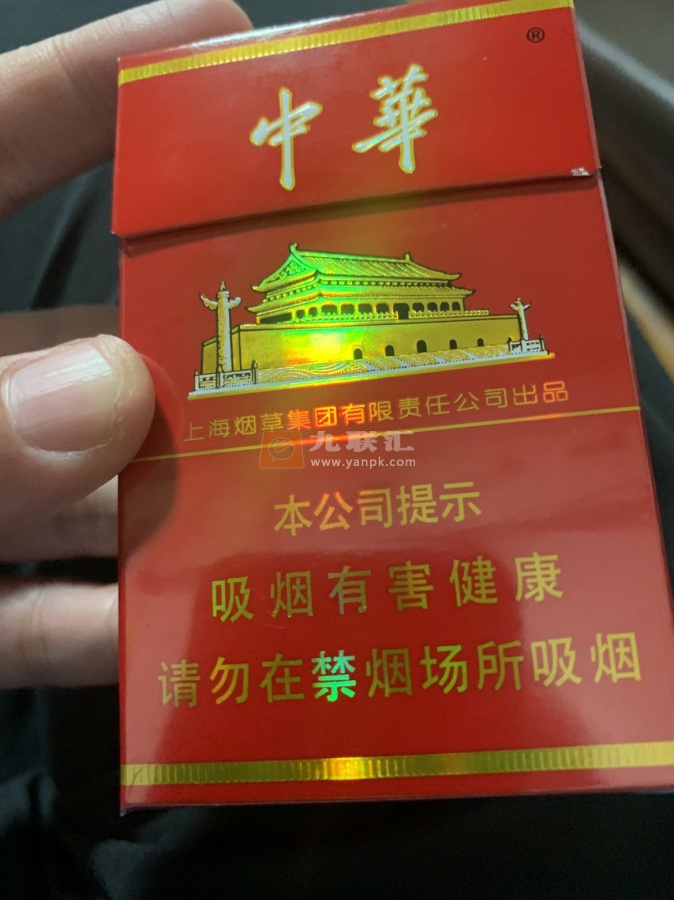 ®
中華
上海烟草集团有限责任公司出品
九联汇
www.yanpk.com
本公司提示
吸烟有害健康
请勿在禁烟场所吸烟